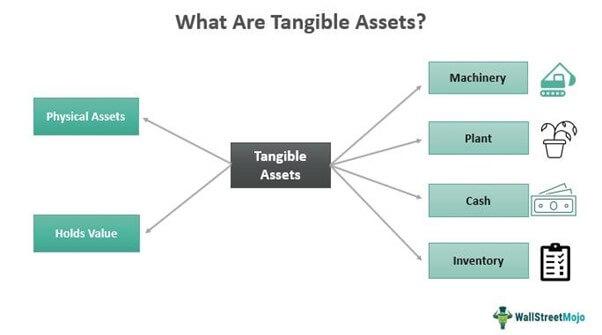 What Are Tangible Assets?
Physical Assets
Holds Value
Tangible
Assets
Machinery
Plant
Cash
Inventory
WallStreetMojo